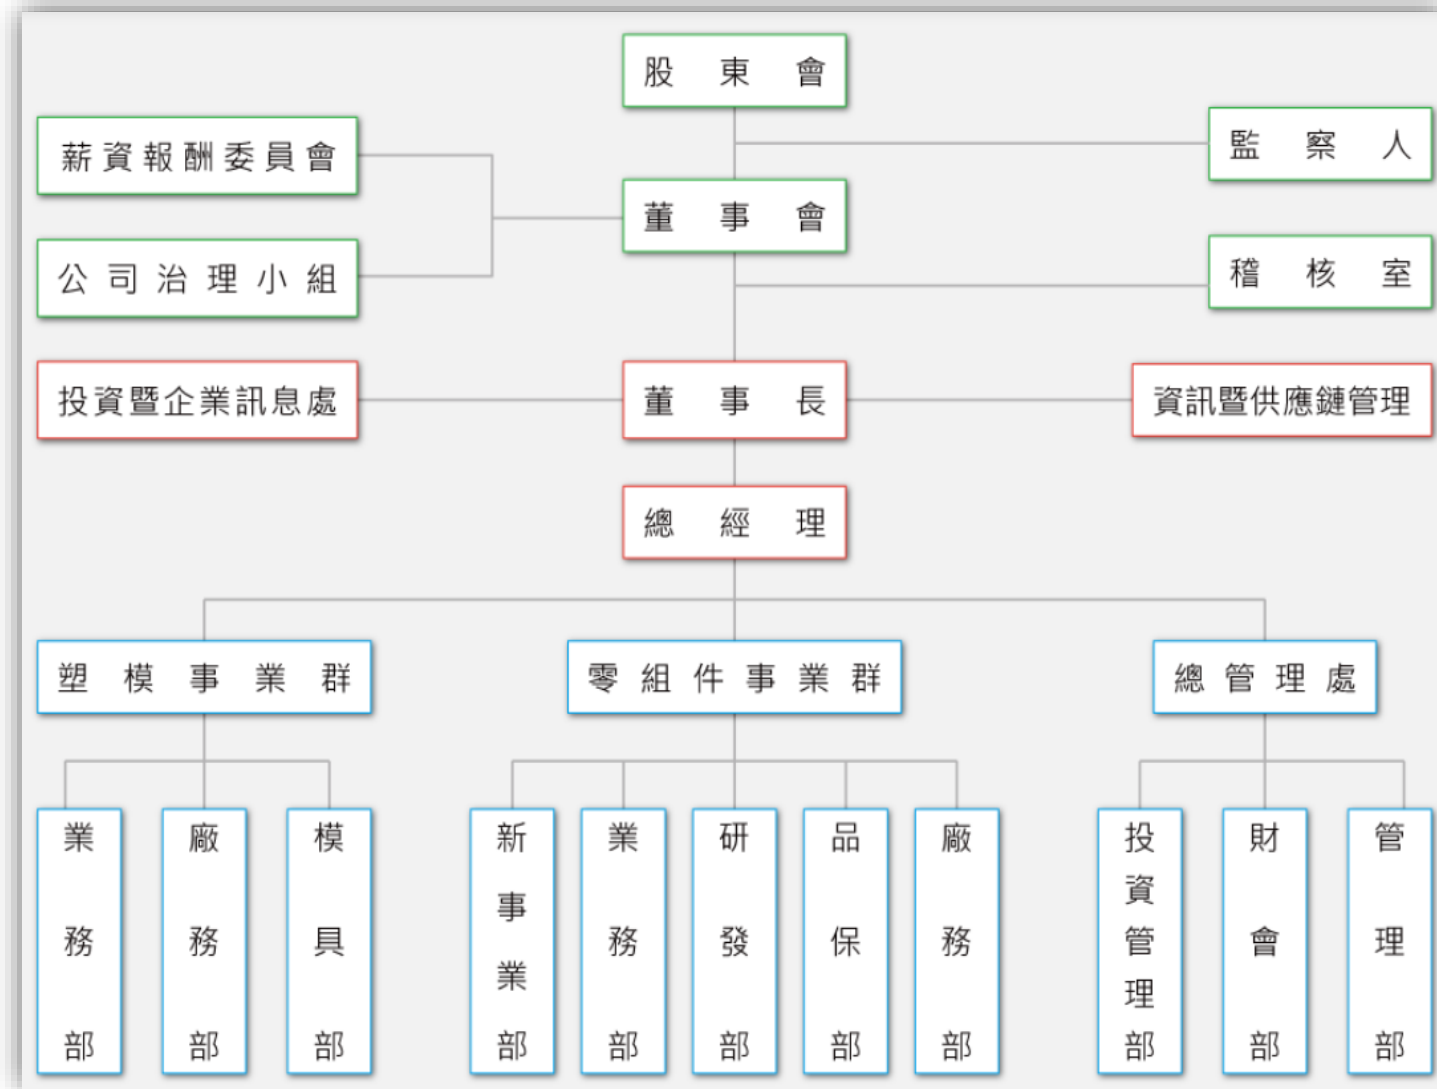 股東會
監察人
薪資報酬委員會
董事會
公司治理小組
稽核室
投資暨企業訊息處
董事長
資訊暨供應鏈管理
總經理
塑模事業群
零組件事業群
總管理處
業務部
廠務部
模具部
新事業部
業務部
研發部
品保部
廠務部
投資管理部
財會部
管理部